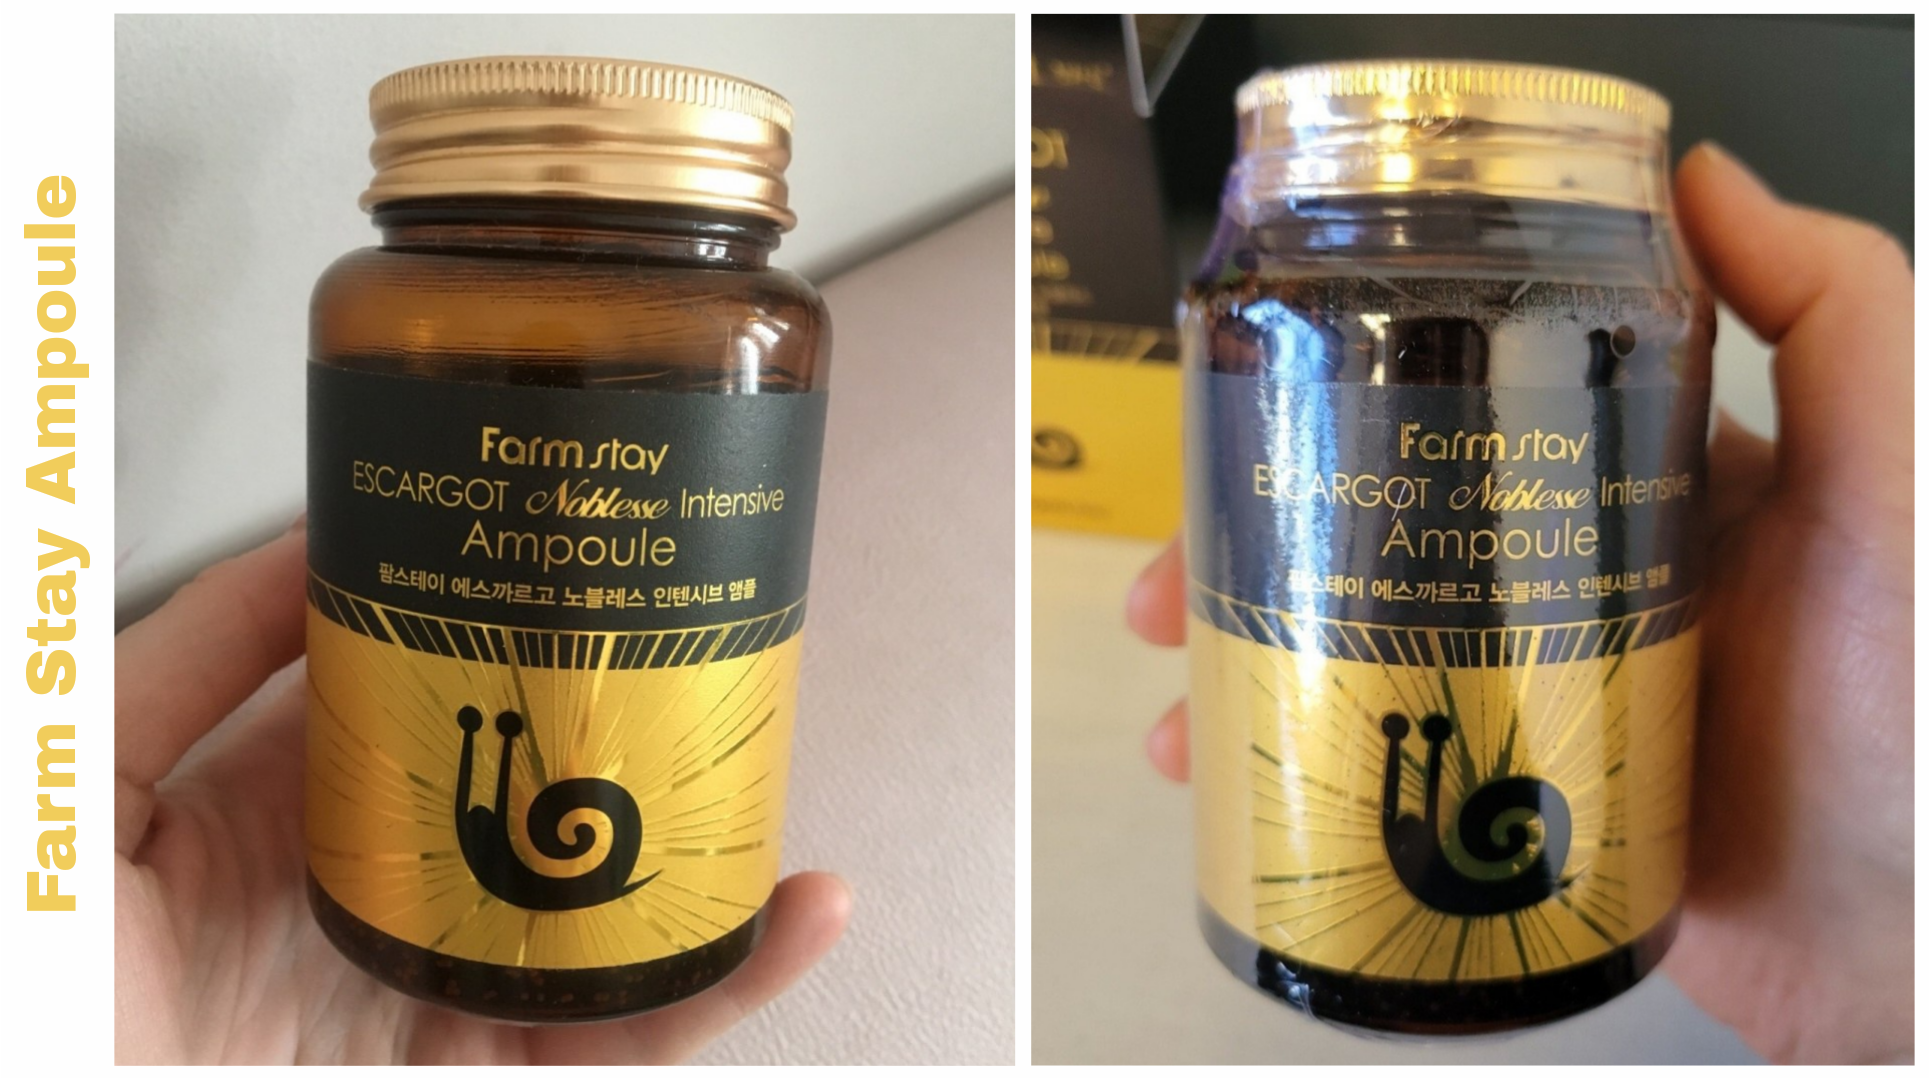 Farm Stay Ampoule
Farm stay
ESCARGOT Noblesse Intensive
Ampoule
팜스테이 에스까르고 노블레스 인텐시브 앰플
Farm stay
ESCARGOT Noblesse Intensive
Ampoule
팜스테이 에스까르고 노블레스 인텐시브 앰플